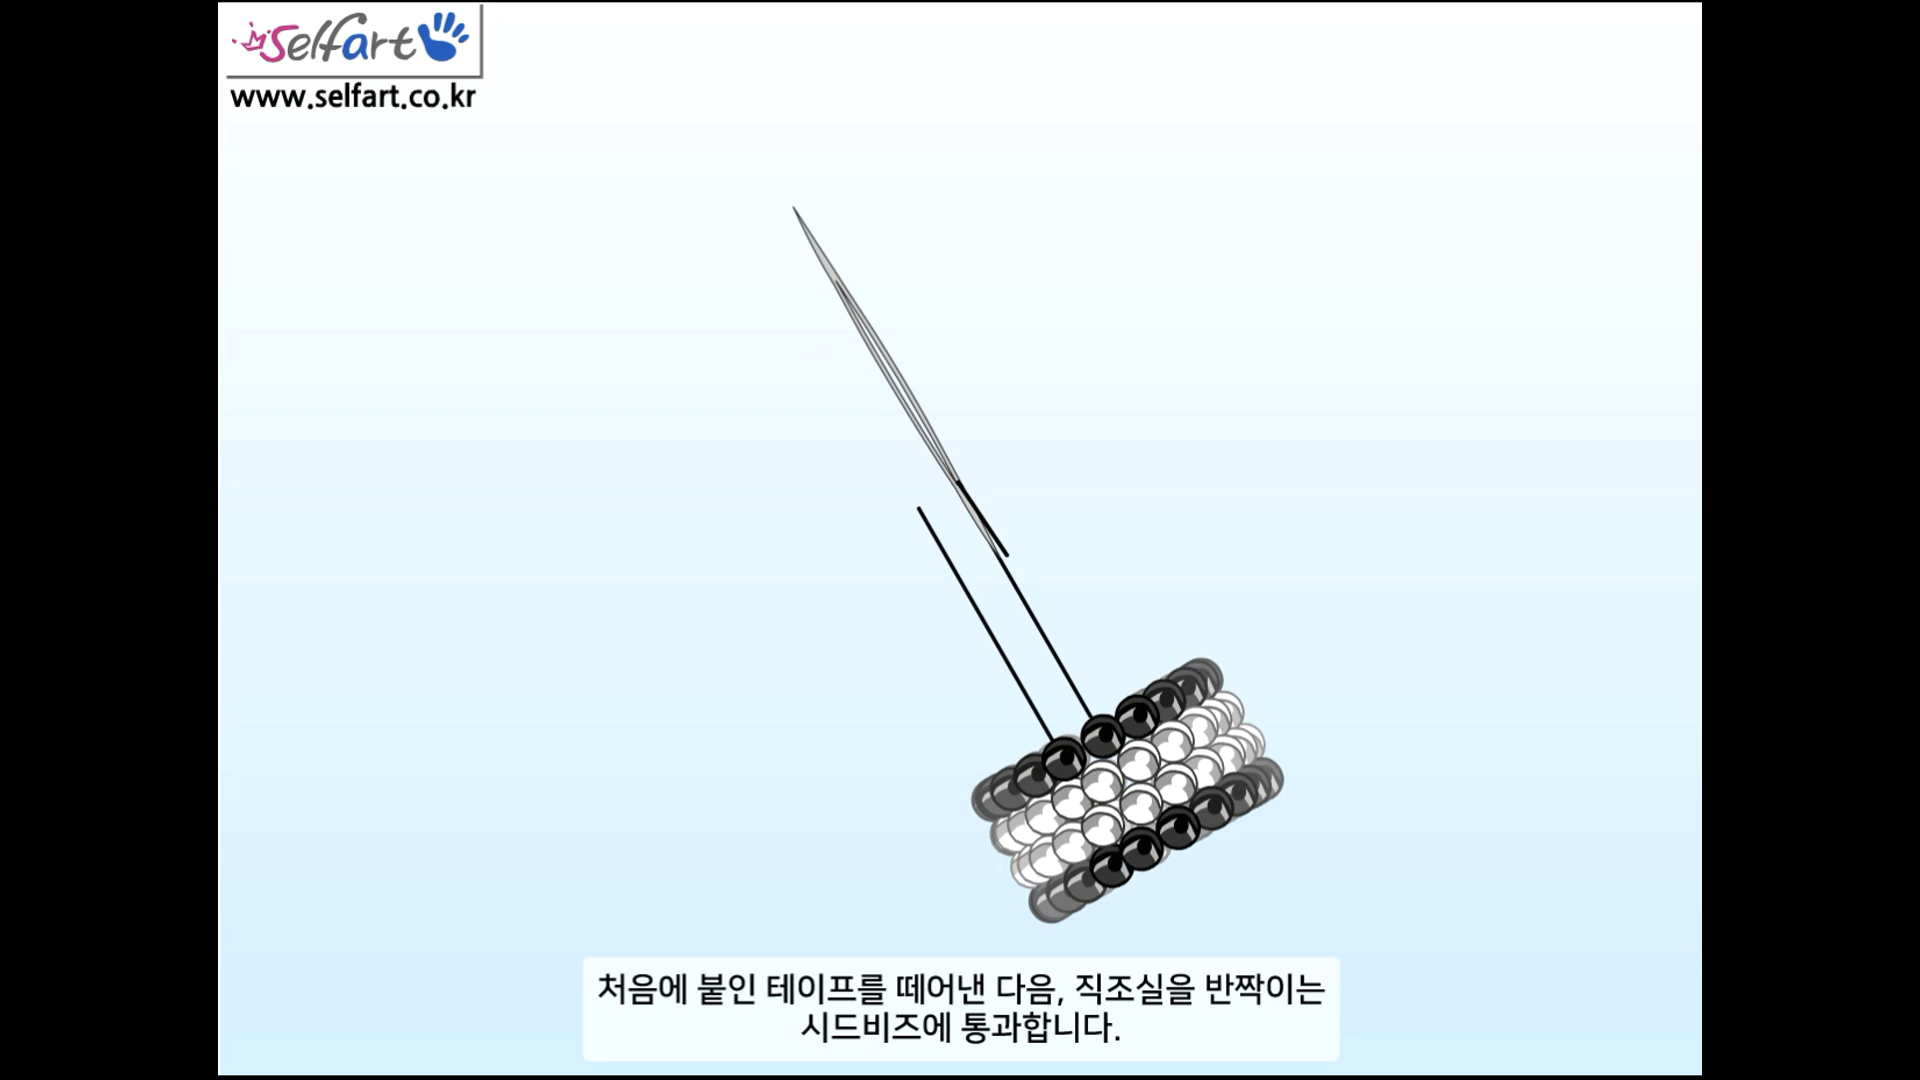 selfart
www.selfart.co.kr
처음에 붙인 테이프를 떼어낸 다음, 직조실을 반짝이는
시드비즈에 통과합니다.